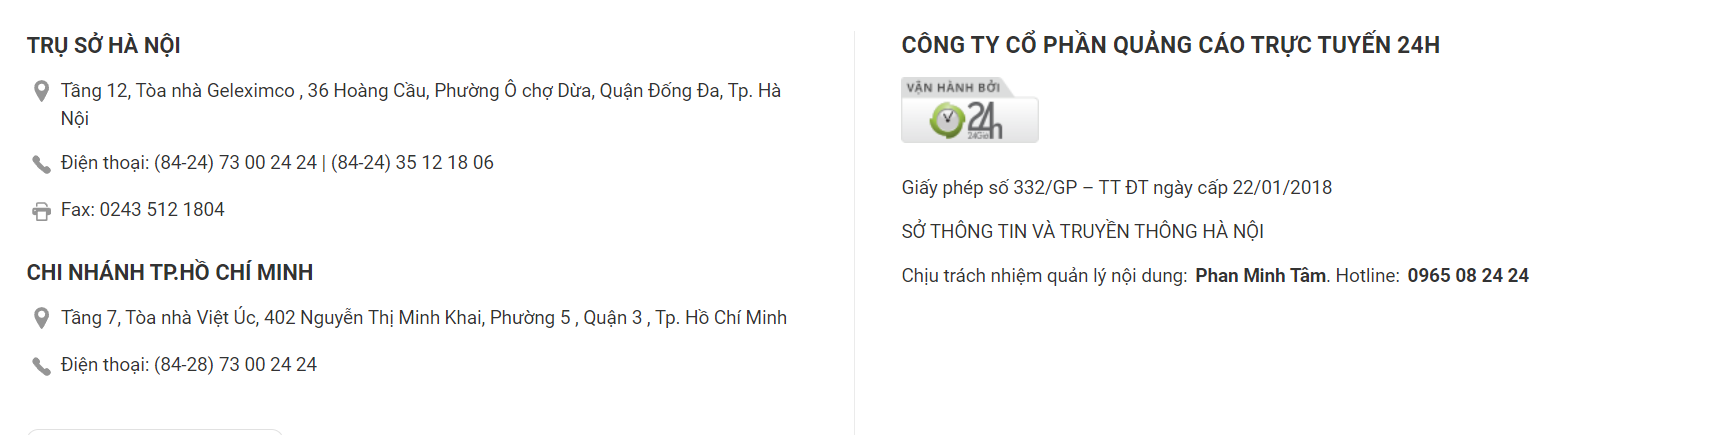 TRỤ SỞ HÀ NỘI
Tầng 12, Tòa nhà Geleximco , 36 Hoàng Cầu, Phường Ô chợ Dừa, Quận Đống Đa, Tp. Hà
Nội
Điện thoại: (84-24) 73 00 24 24 | (84-24) 35 12 18 06
Fax: 0243 512 1804
CHI NHÁNH TP.HỒ CHÍ MINH
Tầng 7, Tòa nhà Việt Úc, 402 Nguyễn Thị Minh Khai, Phường 5 , Quận 3 , Tp. Hồ Chí Minh
Điện thoại: (84-28) 73 00 24 24
CÔNG TY CỔ PHẦN QUẢNG CÁO TRỰC TUYẾN 24H
VẬN HÀNH BỞI
24h
24Giờ
Giấy phép số 332/GP – TT ĐT ngày cấp 22/01/2018
SỞ THÔNG TIN VÀ TRUYỀN THÔNG HÀ NỘI
Chịu trách nhiệm quản lý nội dung: Phan Minh Tâm. Hotline: 0965 08 24 24